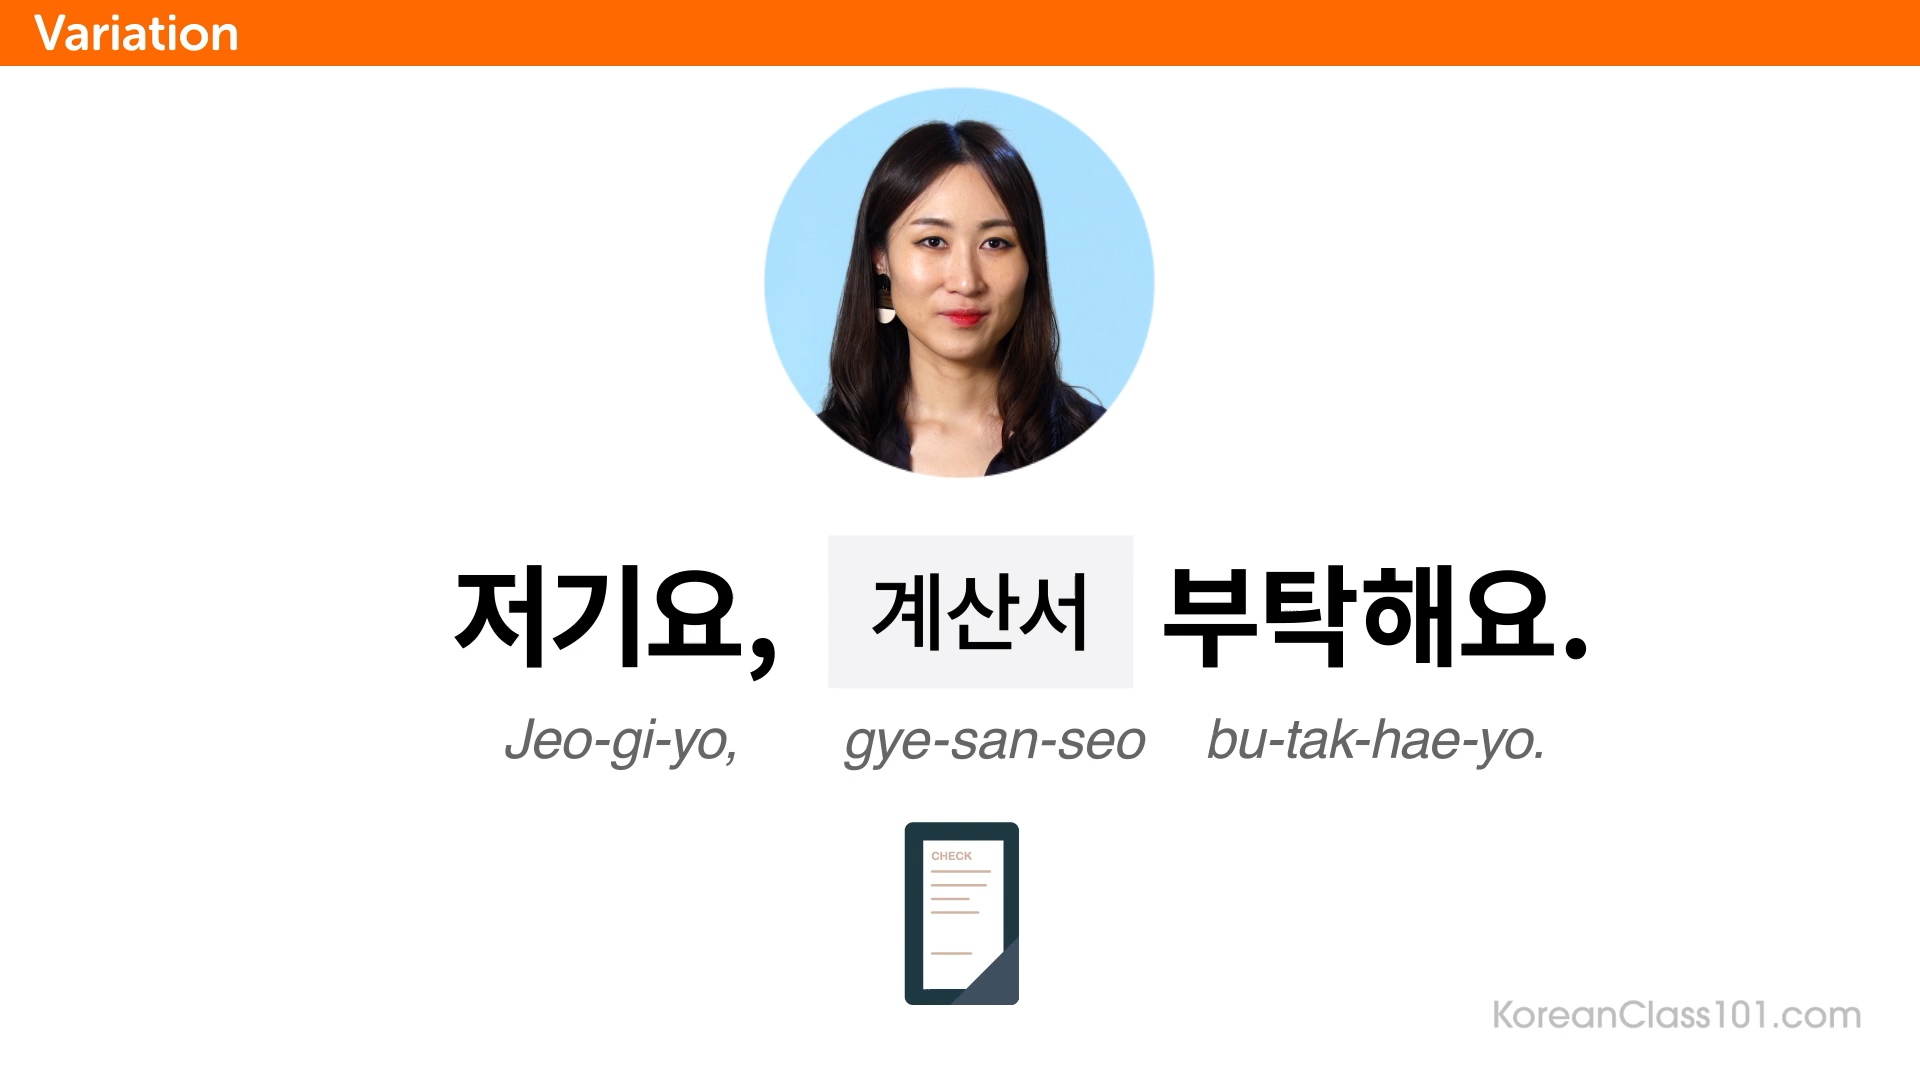 Variation
저기요, 계산서 부탁해요.
Jeo-gi-yo, gye-san-seo bu-tak-hae-yo.
CHECK
KoreanClass101.com